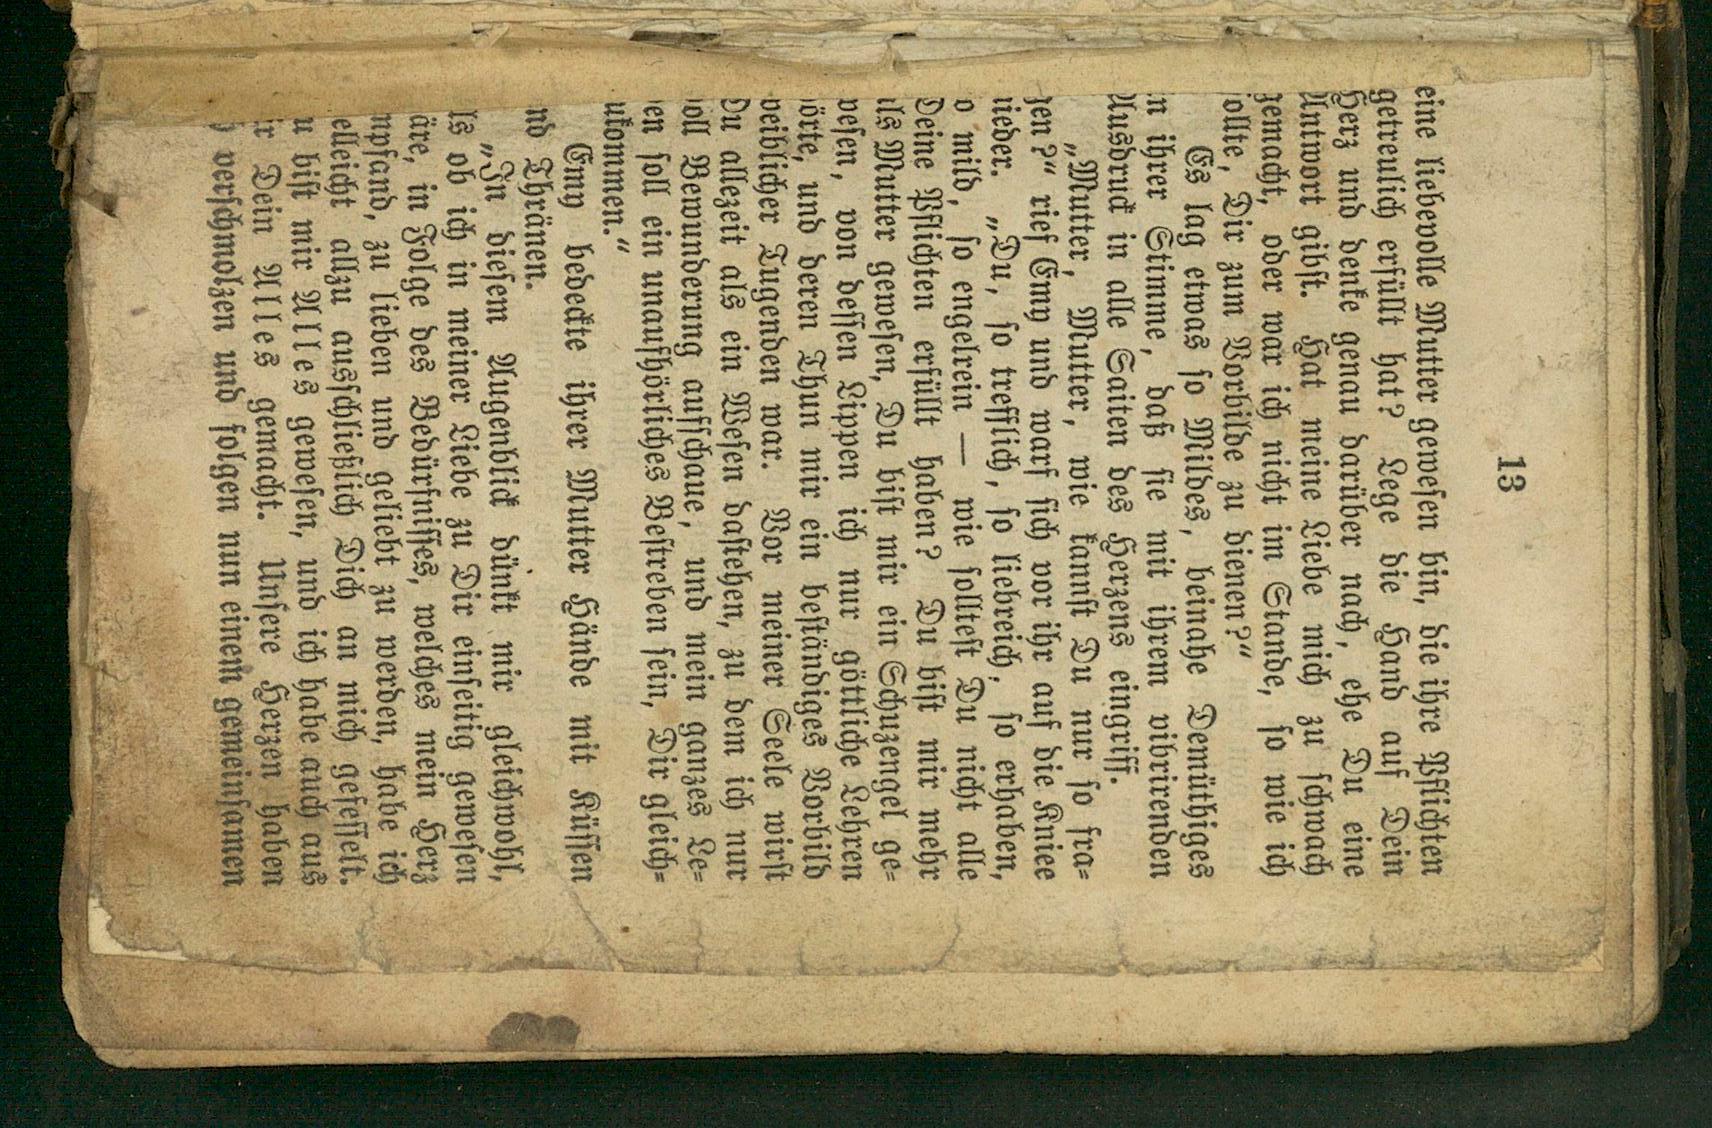 13
eine liebevolle Mutter gewesen bin, die ihre Pflichten
getreulich erfüllt hat? Lege die Hand auf Dein
Herz und denke genau darüber nach, ehe Du eine
Antwort gibst. Hat meine Liebe mich zu schwach
gemacht, oder war ich nicht im Stande, so wie ich
sollte, Dir zum Vorbilde zu dienen?“
Es lag etwas so Mildes, beinahe Demüthiges
in ihrer Stimme, daß sie mit ihrem vibrirenden
Ausdruck in alle Saiten des Herzens eingriff.
„Mutter, Mutter, wie kannst Du nur so fra-
gen?“ rief Emy und warf sich vor ihr auf die Kniee
nieder. „Du, so trefflich, so liebreich, so erhaben,
so mild, so engelrein — wie solltest Du nicht alle
Deine Pflichten erfüllt haben? Du bist mir mehr
als Mutter gewesen, Du bist mir ein Schuzengel ge-
wesen, von dessen Lippen ich nur göttliche Lehren
hörte, und deren Thun mir ein beständiges Vorbild
weiblicher Tugenden war. Vor meiner Seele wirst
Du allezeit als ein Wesen dastehen, zu dem ich nur
voll Bewunderung aufschaue, und mein ganzes Le-
ben soll ein unaufhörliches Bestreben sein, Dir gleich-
ukommen.“
Emy bedeckte ihrer Mutter Hände mit Küssen
nd Thränen.
„In diesem Augenblick dünkt mir gleichwohl,
ls ob ich in meiner Liebe zu Dir einseitig gewesen
äre, in Folge des Bedürfnisses, welches mein Herz
mpfand, zu lieben und geliebt zu werden, habe ich
elleicht allzu ausschließlich Dich an mich gefesselt.
u bist mir Alles gewesen, und ich habe auch aus
ir Dein Alles gemacht. Unsere Herzen haben
verschmolzen und folgen nun einem gemeinsamen